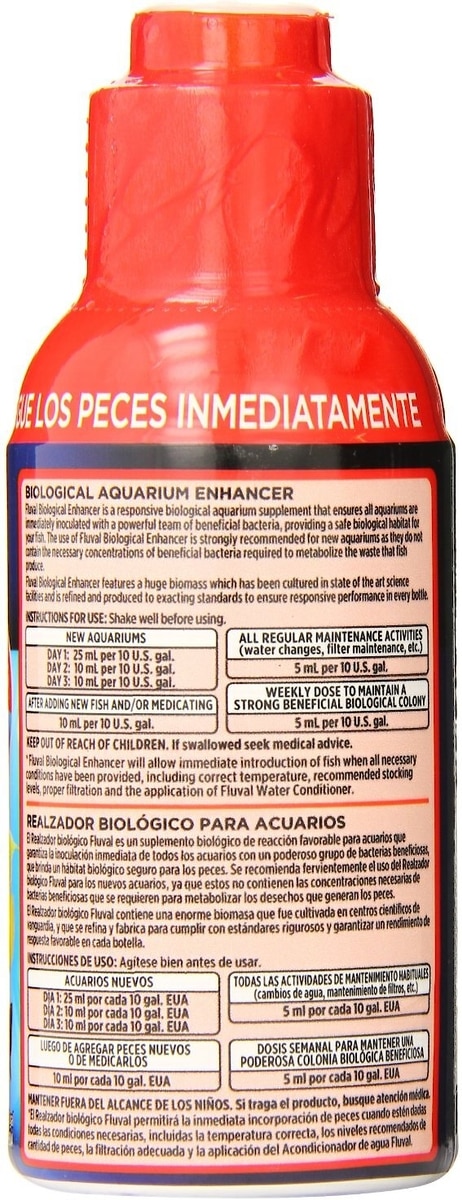 LOS PECES INMEDIATAMENTE
BIOLOGICAL AQUARIUM ENHANCER
Fluval Biological Enhancer is a responsive biological aquarium supplement that ensures all aquariums are
immediately inoculated with a powerful team of beneficial bacteria, providing a safe biological habitat for
your fish. The use of Fluval Biological Enhancer is strongly recommended for new aquariums as they do not
contain the necessary concentrations of beneficial bacteria required to metabolize the waste that fish
produce.
Fluval Biological Enhancer features a huge biomass which has been cultured in state of the art science
facilities and is refined and produced to exacting standards to ensure responsive performance in every bottle.
INSTRUCTIONS FOR USE: Shake well before using.
NEW AQUARIUMS
DAY 1: 25 mL per 10 U.S. gal.
DAY 2: 10 mL per 10 U.S. gal.
DAY 3: 10 mL per 10 U.S. gal.
ALL REGULAR MAINTENANCE ACTIVITIES
(water changes, filter maintenance, etc.)
5 mL per 10 U.S. gal.
AFTER ADDING NEW FISH AND/OR MEDICATING
10 mL per 10 U.S. gal.
WEEKLY DOSE TO MAINTAIN A
STRONG BENEFICIAL BIOLOGICAL COLONY
5 mL per 10 U.S. gal.
KEEP OUT OF REACH OF CHILDREN. If swallowed seek medical advice.
*Fluval Biological Enhancer will allow immediate introduction of fish when all necessary
conditions have been provided, including correct temperature, recommended stocking
levels, proper filtration and the application of Fluval Water Conditioner.
REALZADOR BIOLÓGICO PARA ACUARIOS
El Realzador biológico Fluval es un suplemento biológico de reacción favorable para acuarios que
garantiza la inoculación inmediata de todos los acuarios con un poderoso grupo de bacterias beneficiosas,
que brinda un hábitat biológico seguro para los peces. Se recomienda fervientemente el uso del Realzador
biológico Fluval para los nuevos acuarios, ya que estos no contienen las concentraciones necesarias de
bacterias beneficiosas que se requieren para metabolizar los desechos que generan los peces.
El Realzador biológico Fluval contiene una enorme biomasa que fue cultivada en centros científicos de
vanguardia, y que se refina y fabrica para cumplir con estándares rigurosos y garantizar un rendimiento de
respuesta favorable en cada botella.
INSTRUCCIONES DE USO: Agítese bien antes de usar.
ACUARIOS NUEVOS
DIA 1: 25 ml por cada 10 gal. EUA
DIA 2: 10 ml por cada 10 gal. EUA
DIA 3: 10 ml por cada 10 gal. EUA
TODAS LAS ACTIVIDADES DE MANTENIMIENTO HABITUALES
(cambios de agua, mantenimiento de filtros, etc.)
5 ml por cada 10 gal. EUA
LUEGO DE AGREGAR PECES NUEVOS
O DE MEDICARLOS
10 ml por cada 10 gal. EUA
DOSIS SEMANAL PARA MANTENER UNA
PODEROSA COLONIA BIOLÓGICA BENEFICIOSA
5 ml por cada 10 gal. EUA
MANTENER FUERA DEL ALCANCE DE LOS NIÑOS. Si traga el producto, busque atención médica.
*El Realzador biológico Fluval permitirá la inmediata incorporación de peces cuando estén dadas
todas las condiciones necesarias, incluidas la temperatura correcta, los niveles recomendados de
cantidad de peces, la filtración adecuada y la aplicación del Acondicionador de agua Fluval.